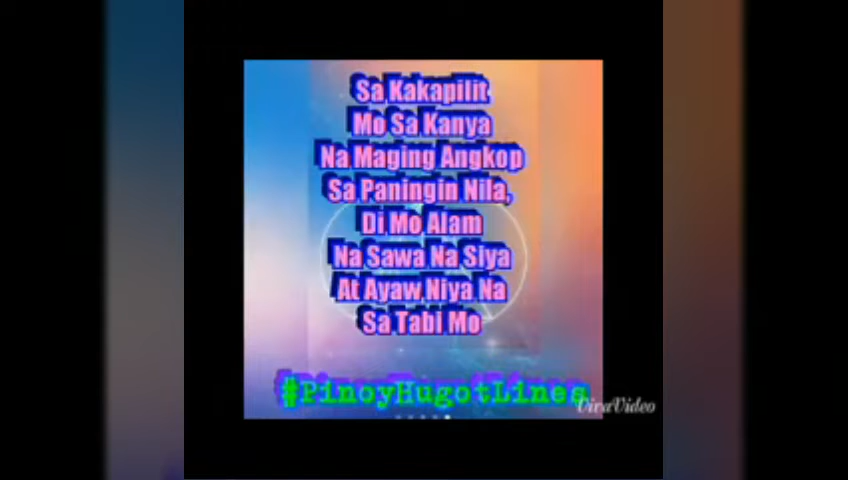 Sa Kakapilit
Mo Sa Kanya
Na Maging Angkop
Sa Paningin Nila,
Di Mo Alam
Na Sawa Na Siya
At Ayaw Niya Na
Sa Tabi Mo
#PinoyHugotLines
VivaVideo